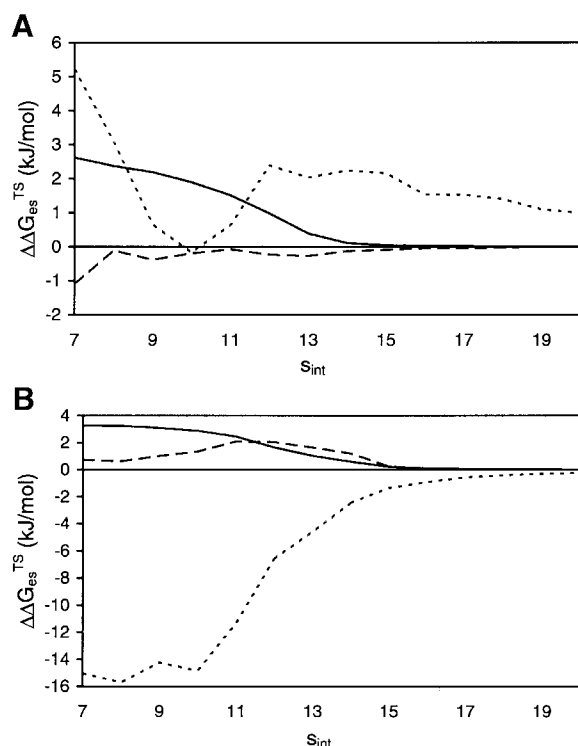 A
6
5
4
3
2
1
0
-1
-2
ΔΔG_es^TS (kJ/mol)
7 9 11 13 15 17 19
s_int
B
4
2
0
-2
-4
-6
-8
-10
-12
-14
-16
ΔΔG_es^TS (kJ/mol)
7 9 11 13 15 17 19
s_int